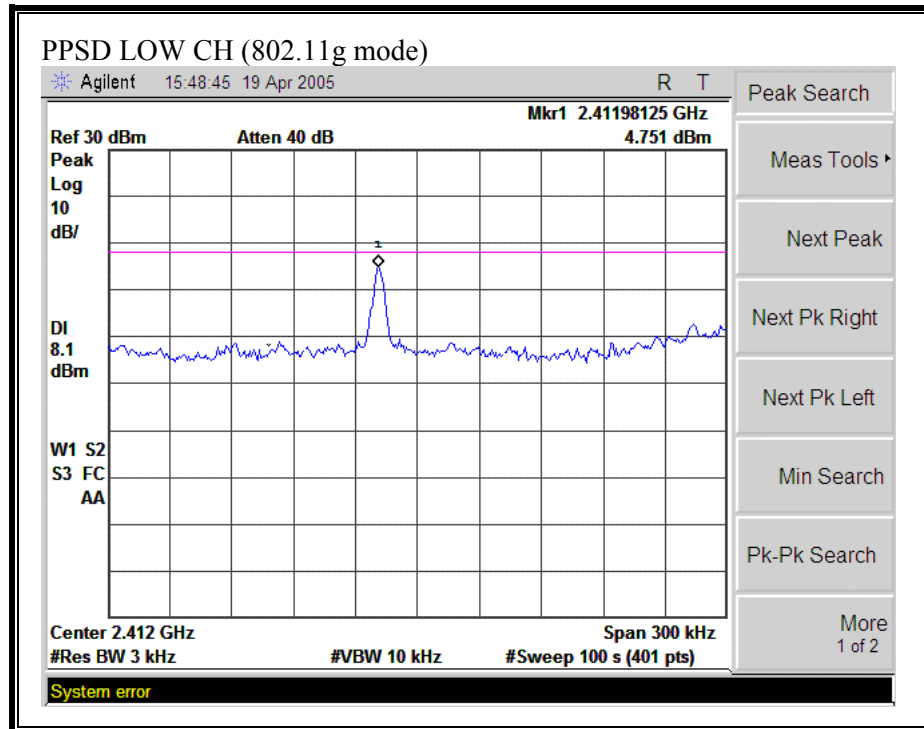 PPSD LOW CH (802.11g mode)
Agilent 15:48:45 19 Apr 2005 R T
Peak Search
Mkr1 2.41198125 GHz
Ref 30 dBm Atten 40 dB 4.751 dBm
Peak
Log
10
dB/
1
DI
8.1
dBm
W1 S2
S3 FC
AA
Center 2.412 GHz Span 300 kHz
#Res BW 3 kHz #VBW 10 kHz #Sweep 100 s (401 pts)
System error
Meas Tools
Next Peak
Next Pk Right
Next Pk Left
Min Search
Pk-Pk Search
More
1 of 2